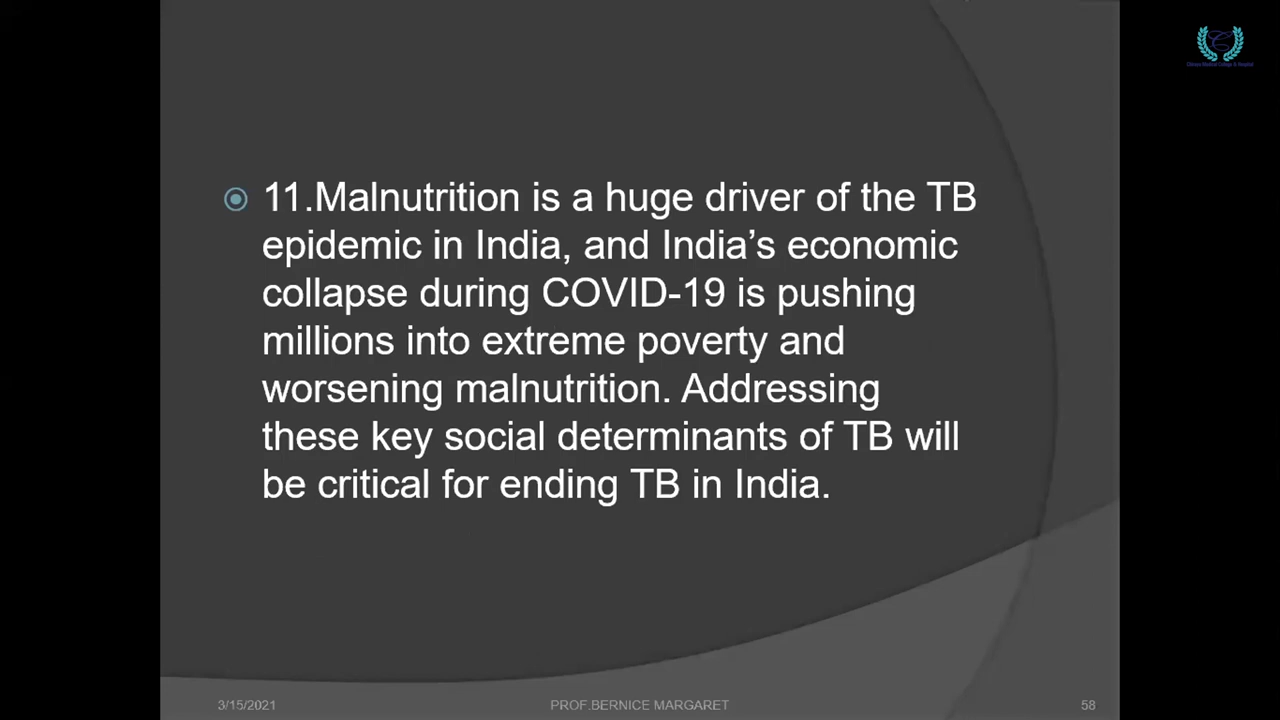 11.Malnutrition is a huge driver of the TB
epidemic in India, and India’s economic
collapse during COVID-19 is pushing
millions into extreme poverty and
worsening malnutrition. Addressing
these key social determinants of TB will
be critical for ending TB in India.
3/15/2021
PROF.BERNICE MARGARET
58